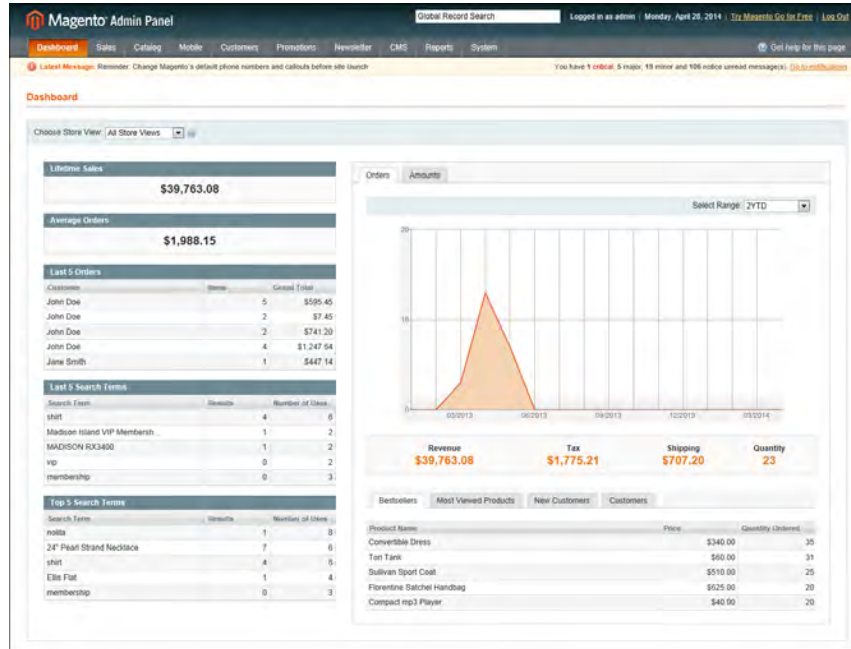 Magento Admin Panel
Global Record Search
Logged in as admin | Monday, April 28, 2014 | Try Magento Go for Free | Log Out
Dashboard Sales Catalog Mobile Customers Promotions Newsletter CMS Reports System
Get help for this page
Latest Message: Reminder: Change Magento's default phone numbers and callouts before site launch
You have 1 critical, 5 major, 19 minor and 106 notice unread message(s). Go to notifications
Dashboard
Choose Store View: All Store Views
Lifetime Sales
$39,763.08
Average Orders
$1,988.15
Last 5 Orders
Customer Items Grand Total
John Doe 5 $595.45
John Doe 2 $7.45
John Doe 2 $741.20
John Doe 4 $1,247.64
Jane Smith 1 $447.14
Last 5 Search Terms
Search Term Results Number of Uses
shirt 4 6
Madison Island VIP Membersh... 1 2
MADISON RX3400 1 2
vip 0 2
membership 0 3
Top 5 Search Terms
Search Term Results Number of Uses
nolita 1 8
24" Pearl Strand Necklace 7 6
shirt 4 6
Ellis Flat 1 4
membership 0 3
Orders Amounts
Select Range: 2YTD
20
10
0
03/2013 06/2013 09/2013 12/2013 03/2014
Revenue Tax Shipping Quantity
$39,763.08 $1,775.21 $707.20 23
Bestsellers Most Viewed Products New Customers Customers
Product Name Price Quantity Ordered
Convertible Dress $340.00 35
Tori Tank $60.00 31
Sullivan Sport Coat $510.00 25
Florentine Satchel Handbag $625.00 20
Compact mp3 Player $40.00 20